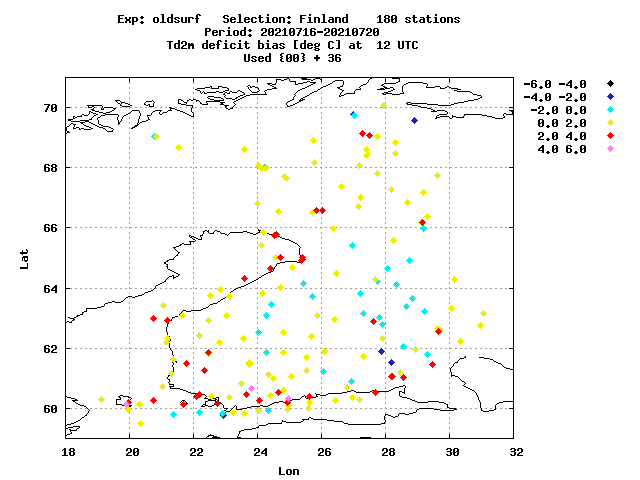 Exp: oldsurf Selection: Finland 180 stations
Period: 20210716-20210720
Td2m deficit bias [deg C] at 12 UTC
Used {00} + 36
-6.0 -4.0
-4.0 -2.0
-2.0 0.0
0.0 2.0
2.0 4.0
4.0 6.0
70
68
66
64
62
60
Lat
18 20 22 24 26 28 30 32
Lon